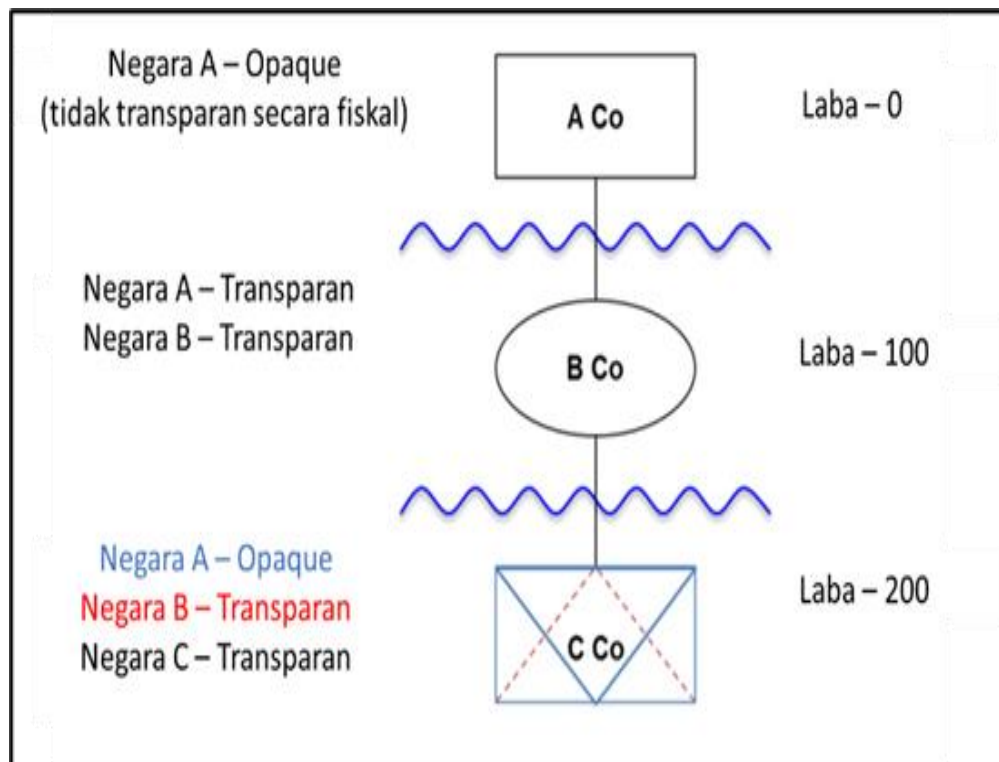 Negara A – Opaque
(tidak transparan secara fiskal)
A Co
Laba – 0
Negara A – Transparan
Negara B – Transparan
B Co
Laba – 100
Negara A – Opaque
Negara B – Transparan
Negara C – Transparan
C Co
Laba – 200